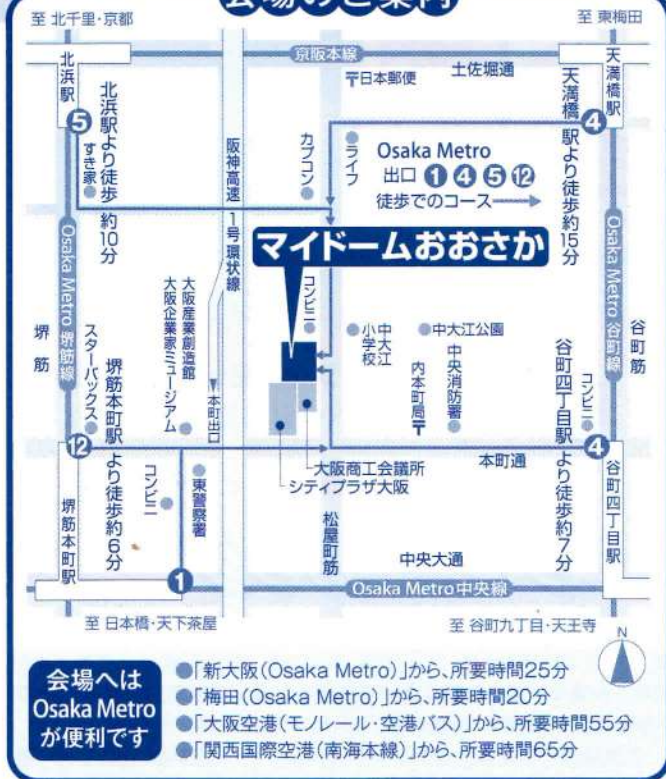 会場のご案内
至 北千里・京都
至 東梅田
京阪本線
北浜駅
天満橋駅
〒日本郵便
土佐堀通
5
4
北浜駅より徒歩約10分
すき家
阪神高速1号環状線
カプコン
ライフ
Osaka Metro
出口 1 4 5 12
徒歩でのコース
天満橋駅より徒歩約15分
マイドームおおさか
Osaka Metro 堺筋線
Osaka Metro 谷町線
堺筋
谷町筋
スターバックス
堺筋本町駅より徒歩約6分
大阪産業創造館
大阪企業家ミュージアム
本町出口
コンビニ
中大江小学校
中大江公園
中央消防署
内本町局〒
コンビニ
谷町四丁目駅より徒歩約7分
12
4
本町通
大阪商工会議所
シティプラザ大阪
コンビニ
東警察署
堺筋本町駅
谷町四丁目駅
松屋町筋
中央大通
1
Osaka Metro 中央線
至 日本橋・天下茶屋
至 谷町九丁目・天王寺
N
会場へは
Osaka Metro
が便利です
●「新大阪(Osaka Metro)」から、所要時間25分
●「梅田(Osaka Metro)」から、所要時間20分
●「大阪空港(モノレール・空港バス)」から、所要時間55分
●「関西国際空港(南海本線)」から、所要時間65分